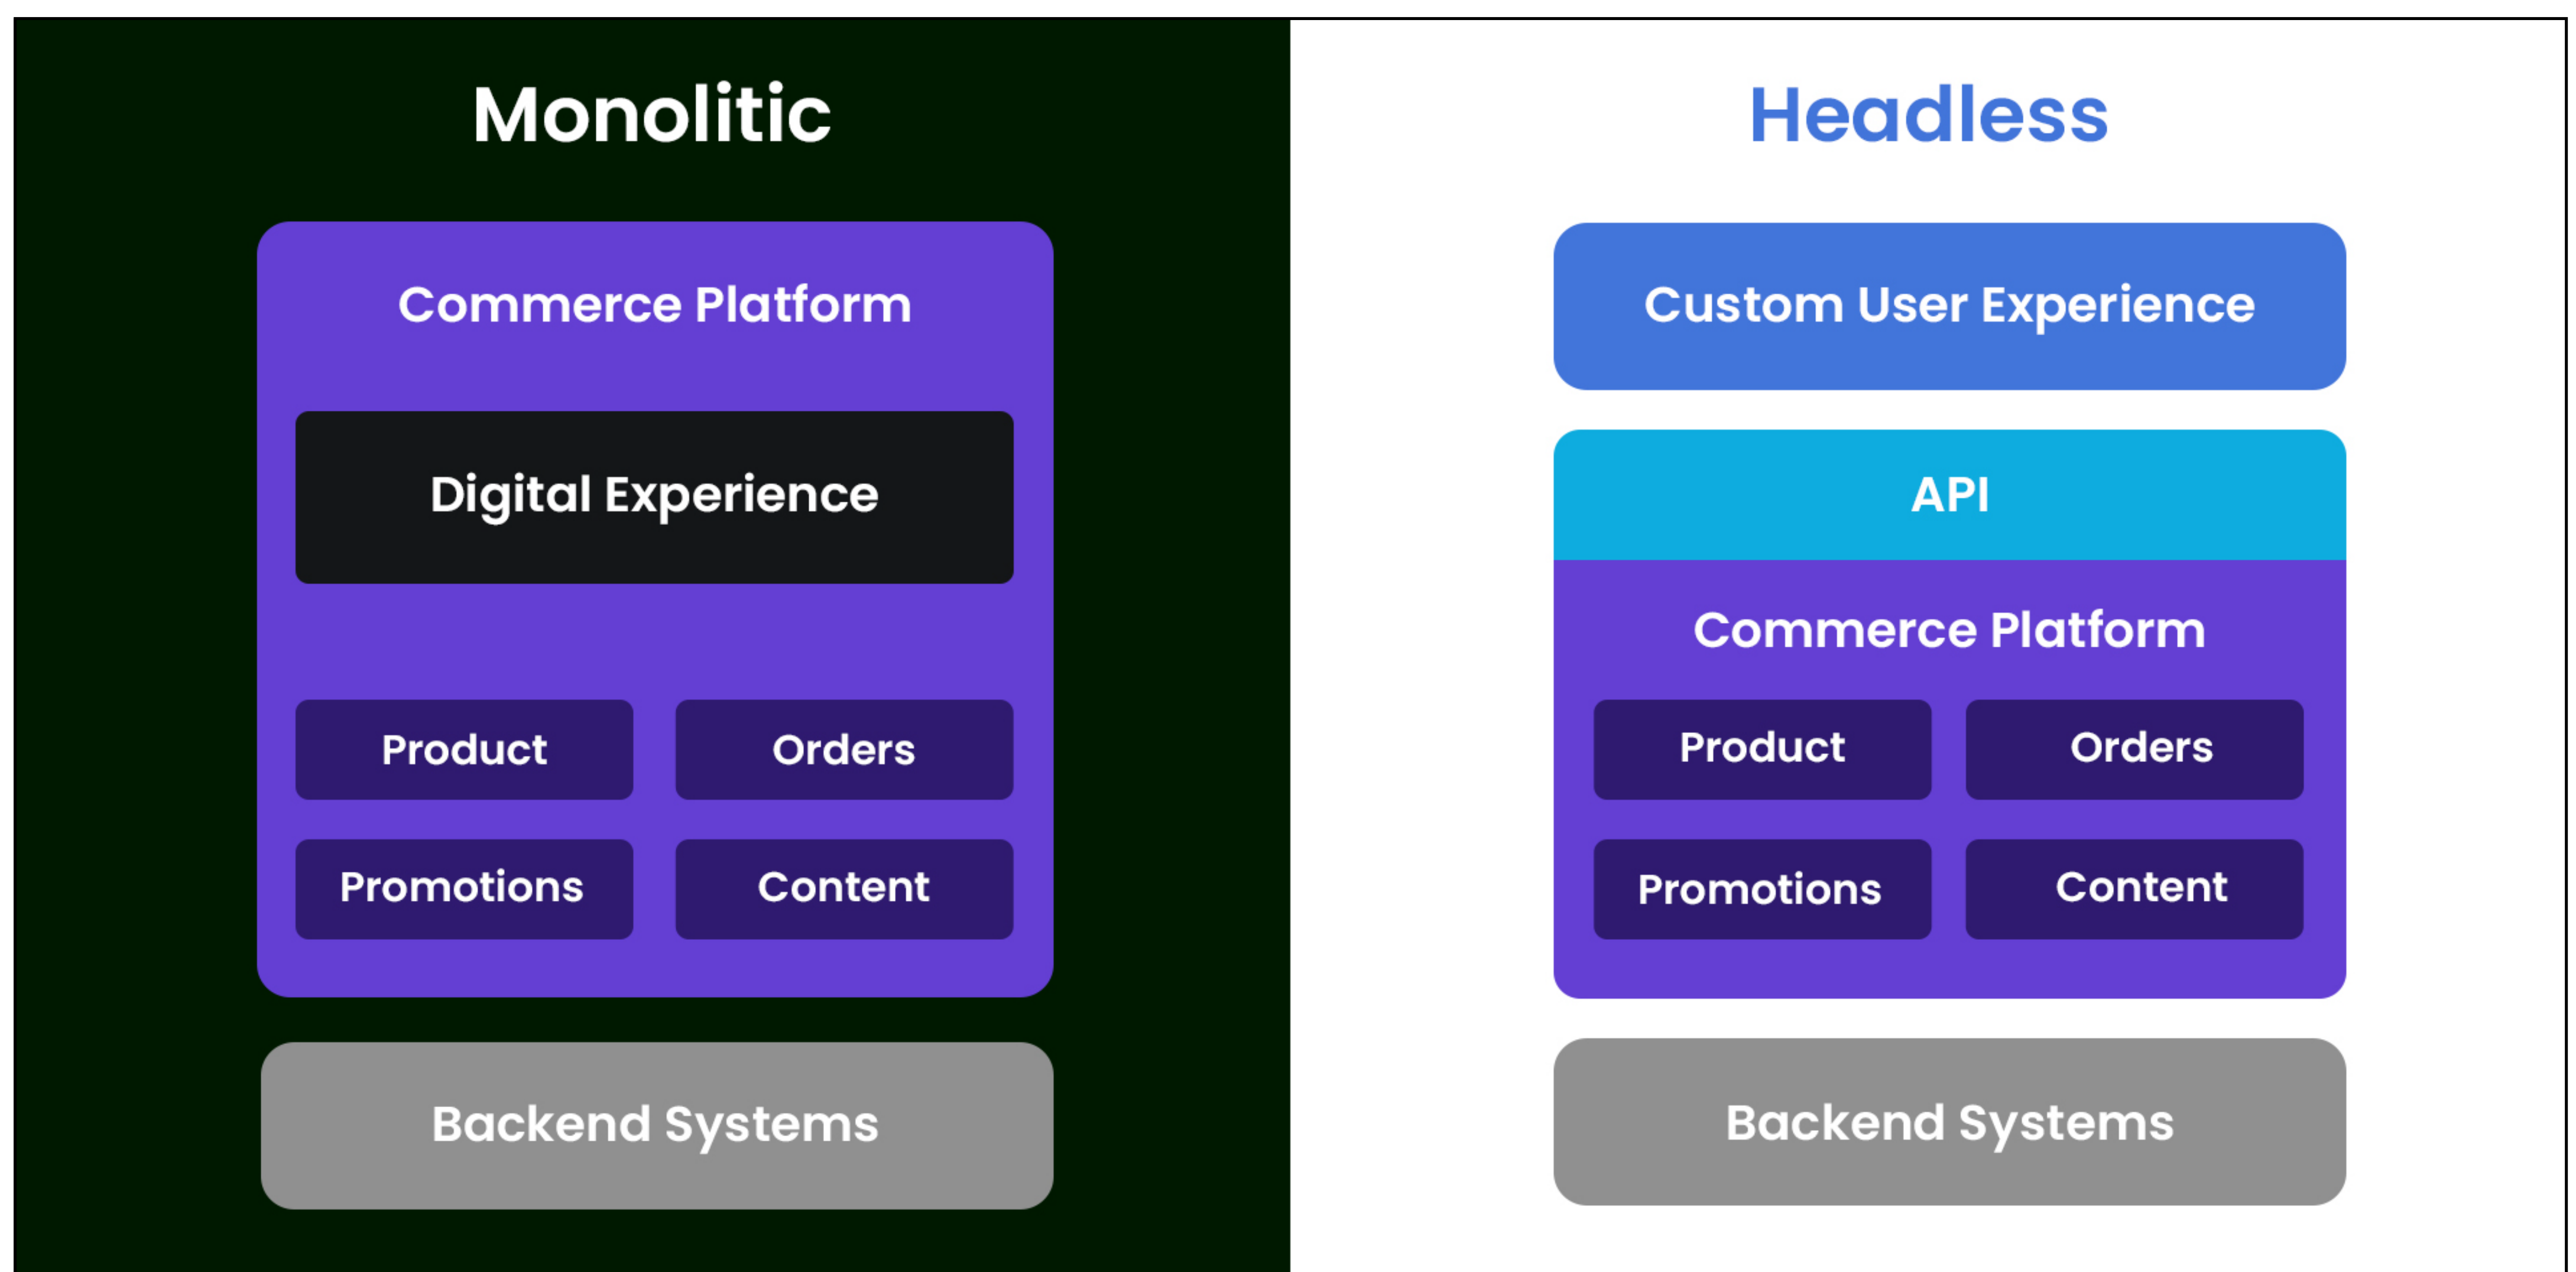 Monolitic
Commerce Platform
Digital Experience
Product
Orders
Promotions
Content
Backend Systems
Headless
Custom User Experience
API
Commerce Platform
Product
Orders
Promotions
Content
Backend Systems